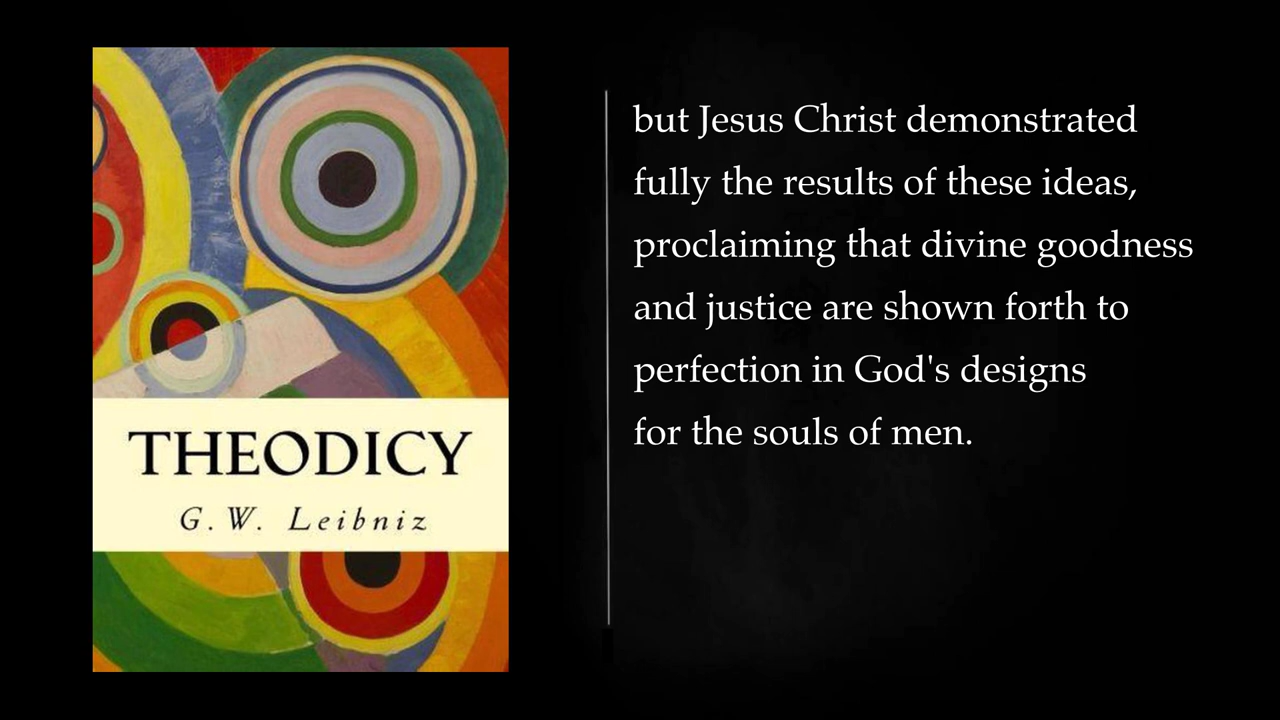 THEODICY
G. W. Leibniz
but Jesus Christ demonstrated
fully the results of these ideas,
proclaiming that divine goodness
and justice are shown forth to
perfection in God's designs
for the souls of men.